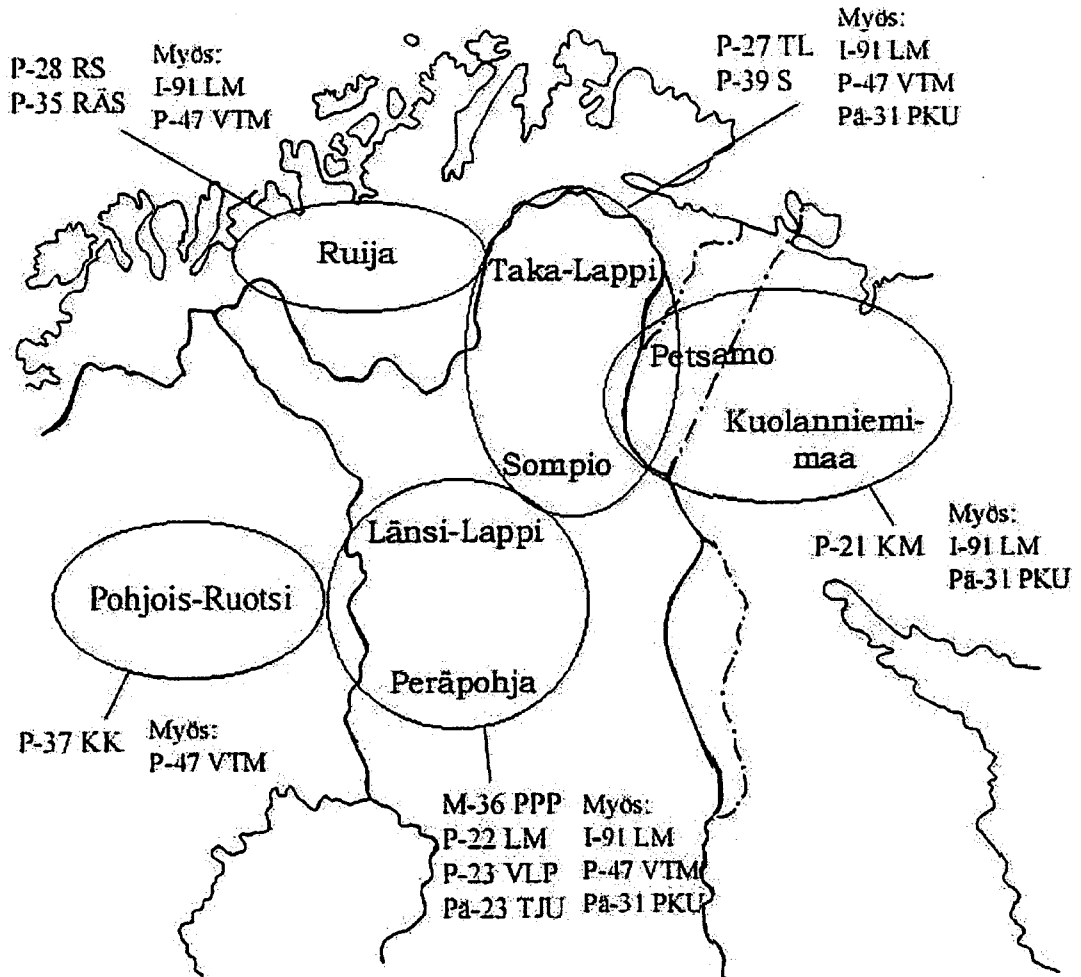 P-28 RS
P-35 RÄS
Myös:
I-91 LM
P-47 VTM
P-27 TL
P-39 S
Myös:
I-91 LM
P-47 VTM
Pä-31 PKU
Ruija
Taka-Lappi
Petsamo
Kuolanniemi-
maa
Sompio
Länsi-Lappi
Peräpohja
Pohjois-Ruotsi
P-21 KM
Myös:
I-91 LM
Pä-31 PKU
P-37 KK
Myös:
P-47 VTM
M-36 PPP
P-22 LM
P-23 VLP
Pä-23 TJU
Myös:
I-91 LM
P-47 VTM
Pä-31 PKU